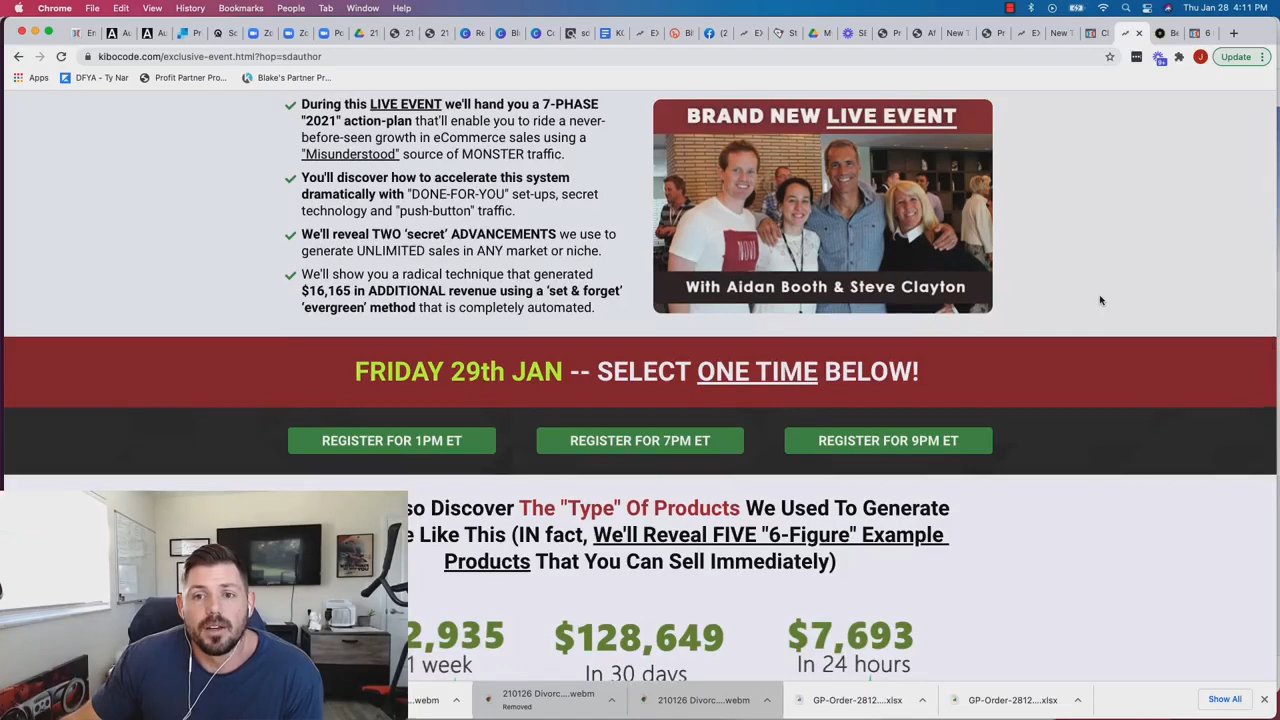 Chrome File Edit View History Bookmarks People Tab Window Help Thu Jan 28 4:11 PM
kibocode.com/exclusive-event.html?hop=sdauthor Update
Apps DFYA - Ty Nar Profit Partner Pro... Blake's Partner Pr...
During this LIVE EVENT we'll hand you a 7-PHASE
"2021" action-plan that'll enable you to ride a never-
before-seen growth in eCommerce sales using a
"Misunderstood" source of MONSTER traffic.
You'll discover how to accelerate this system
dramatically with "DONE-FOR-YOU" set-ups, secret
technology and "push-button" traffic.
We'll reveal TWO ‘secret’ ADVANCEMENTS we use to
generate UNLIMITED sales in ANY market or niche.
We'll show you a radical technique that generated
$16,165 in ADDITIONAL revenue using a ‘set & forget’
‘evergreen’ method that is completely automated.
BRAND NEW LIVE EVENT
With Aidan Booth & Steve Clayton
FRIDAY 29th JAN -- SELECT ONE TIME BELOW!
REGISTER FOR 1PM ET
REGISTER FOR 7PM ET
REGISTER FOR 9PM ET
so Discover The "Type" Of Products We Used To Generate
e Like This (IN fact, We'll Reveal FIVE "6-Figure" Example
Products That You Can Sell Immediately)
2,935 $128,649 $7,693
1 week In 30 days In 24 hours
....webm
210126 Divorc....webm
Removed
210126 Divorc....webm
GP-Order-2812....xlsx
GP-Order-2812....xlsx
Show All